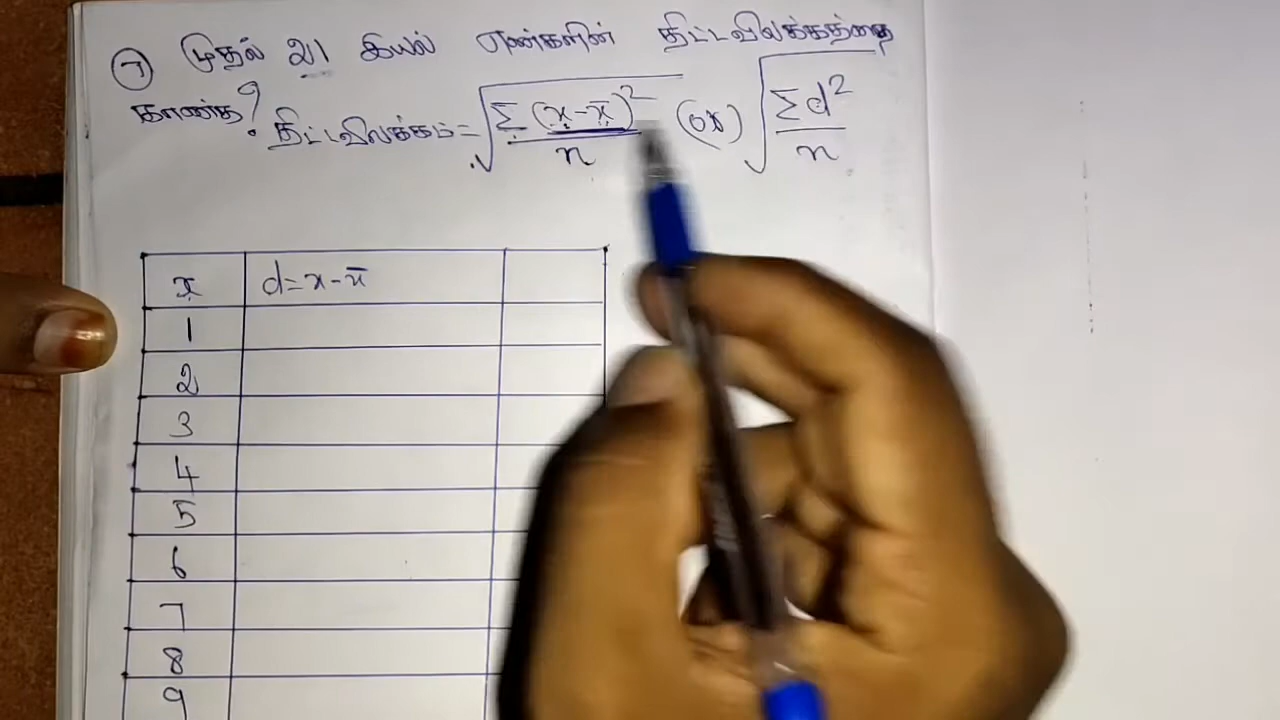 7 முதல் 21 இயல் எண்களின் திட்டவிலக்கத்தை
காண்க?
திட்டவிலக்கம் = √Σ(x-x̄)²/n (or) √Σd²/n
x d=x-x̄
1
2
3
4
5
6
7
8
9